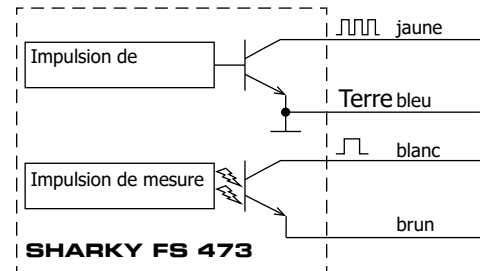 jaune
Impulsion de
Terre bleu
blanc
Impulsion de mesure
brun
SHARKY FS 473